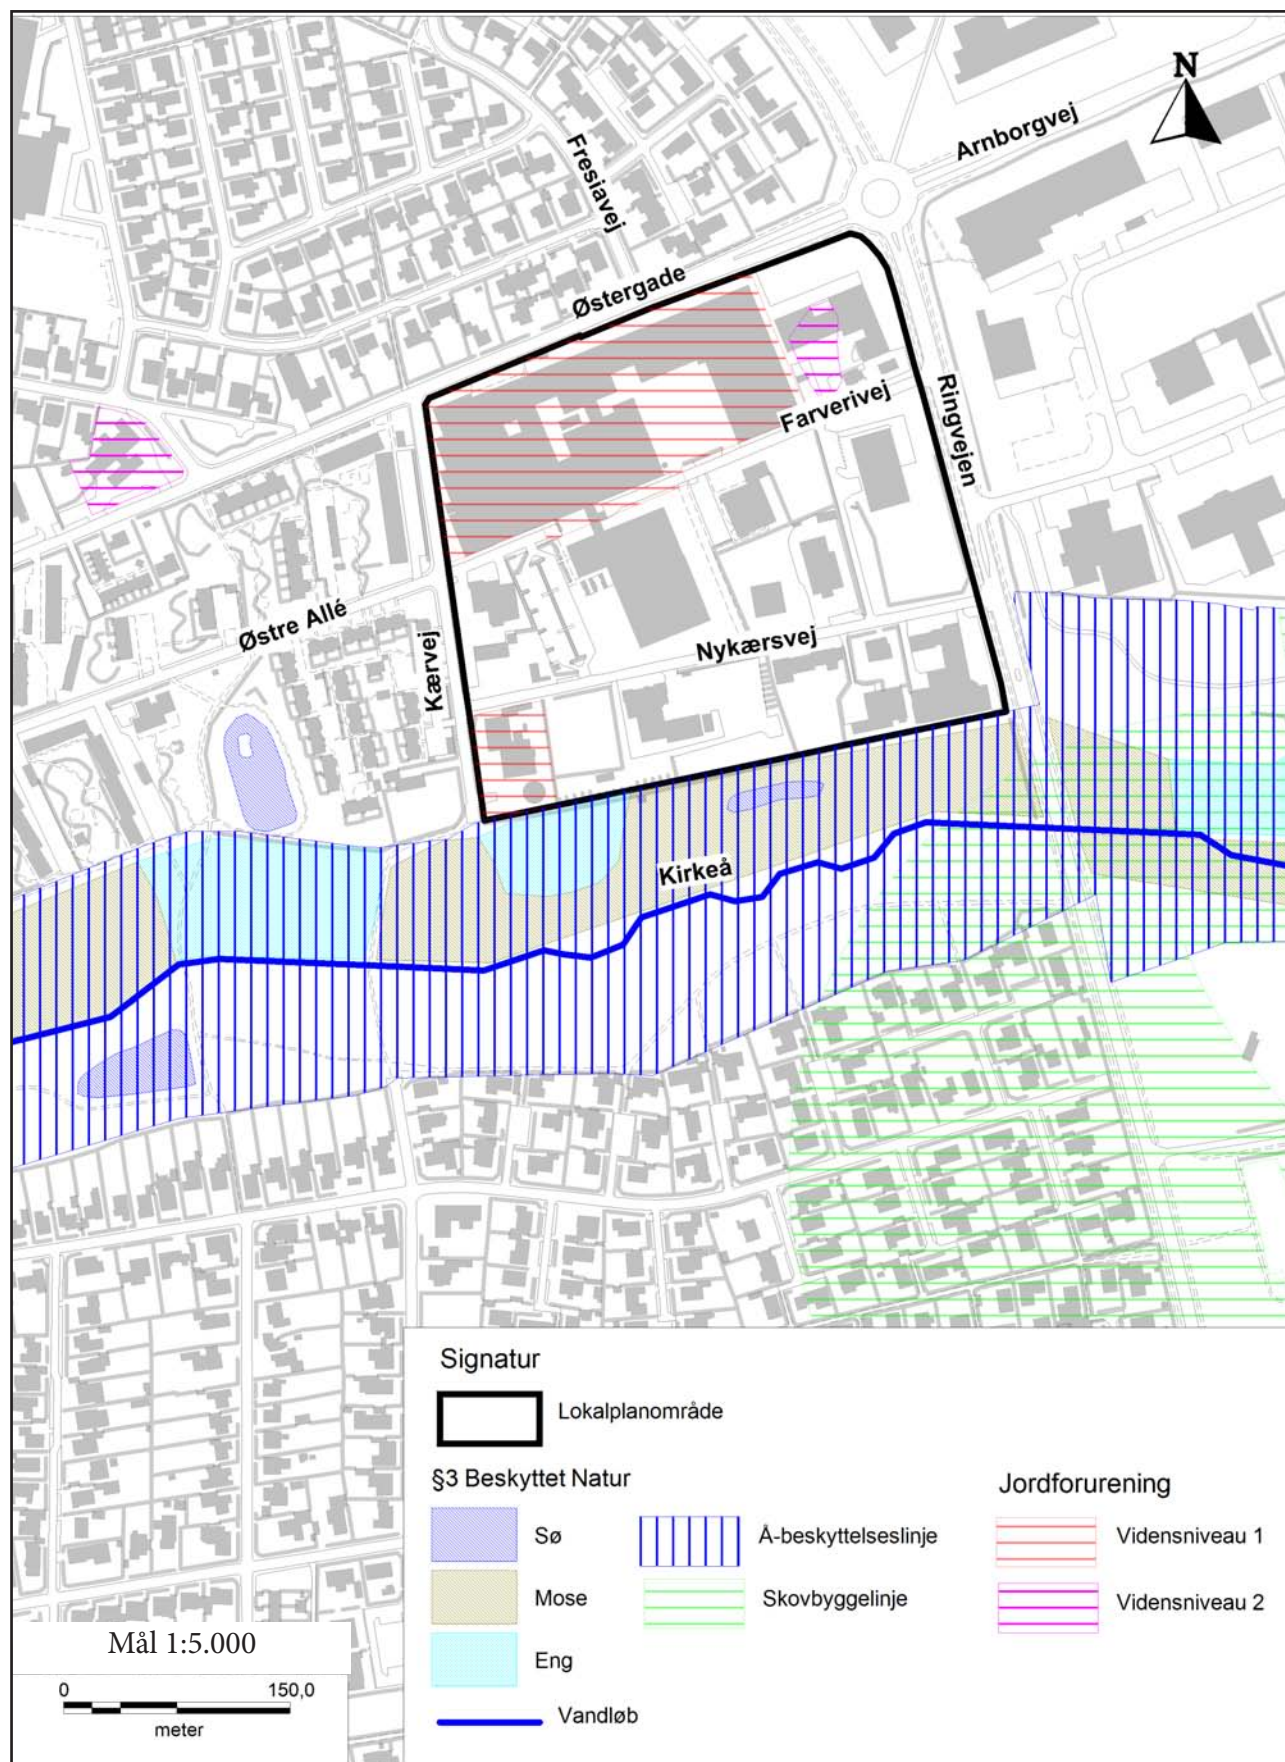 N
Arnborgvej
Fresiavej
Østergade
Ringvejen
Farverivej
Østre Allé
Kærvej
Nykærsvej
Kirkeå
Signatur
Lokalplanområde
§3 Beskyttet Natur
Jordforurening
Sø
Å-beskyttelseslinje
Vidensniveau 1
Mose
Skovbyggelinje
Vidensniveau 2
Eng
Vandløb
Mål 1:5.000
0 150,0
meter